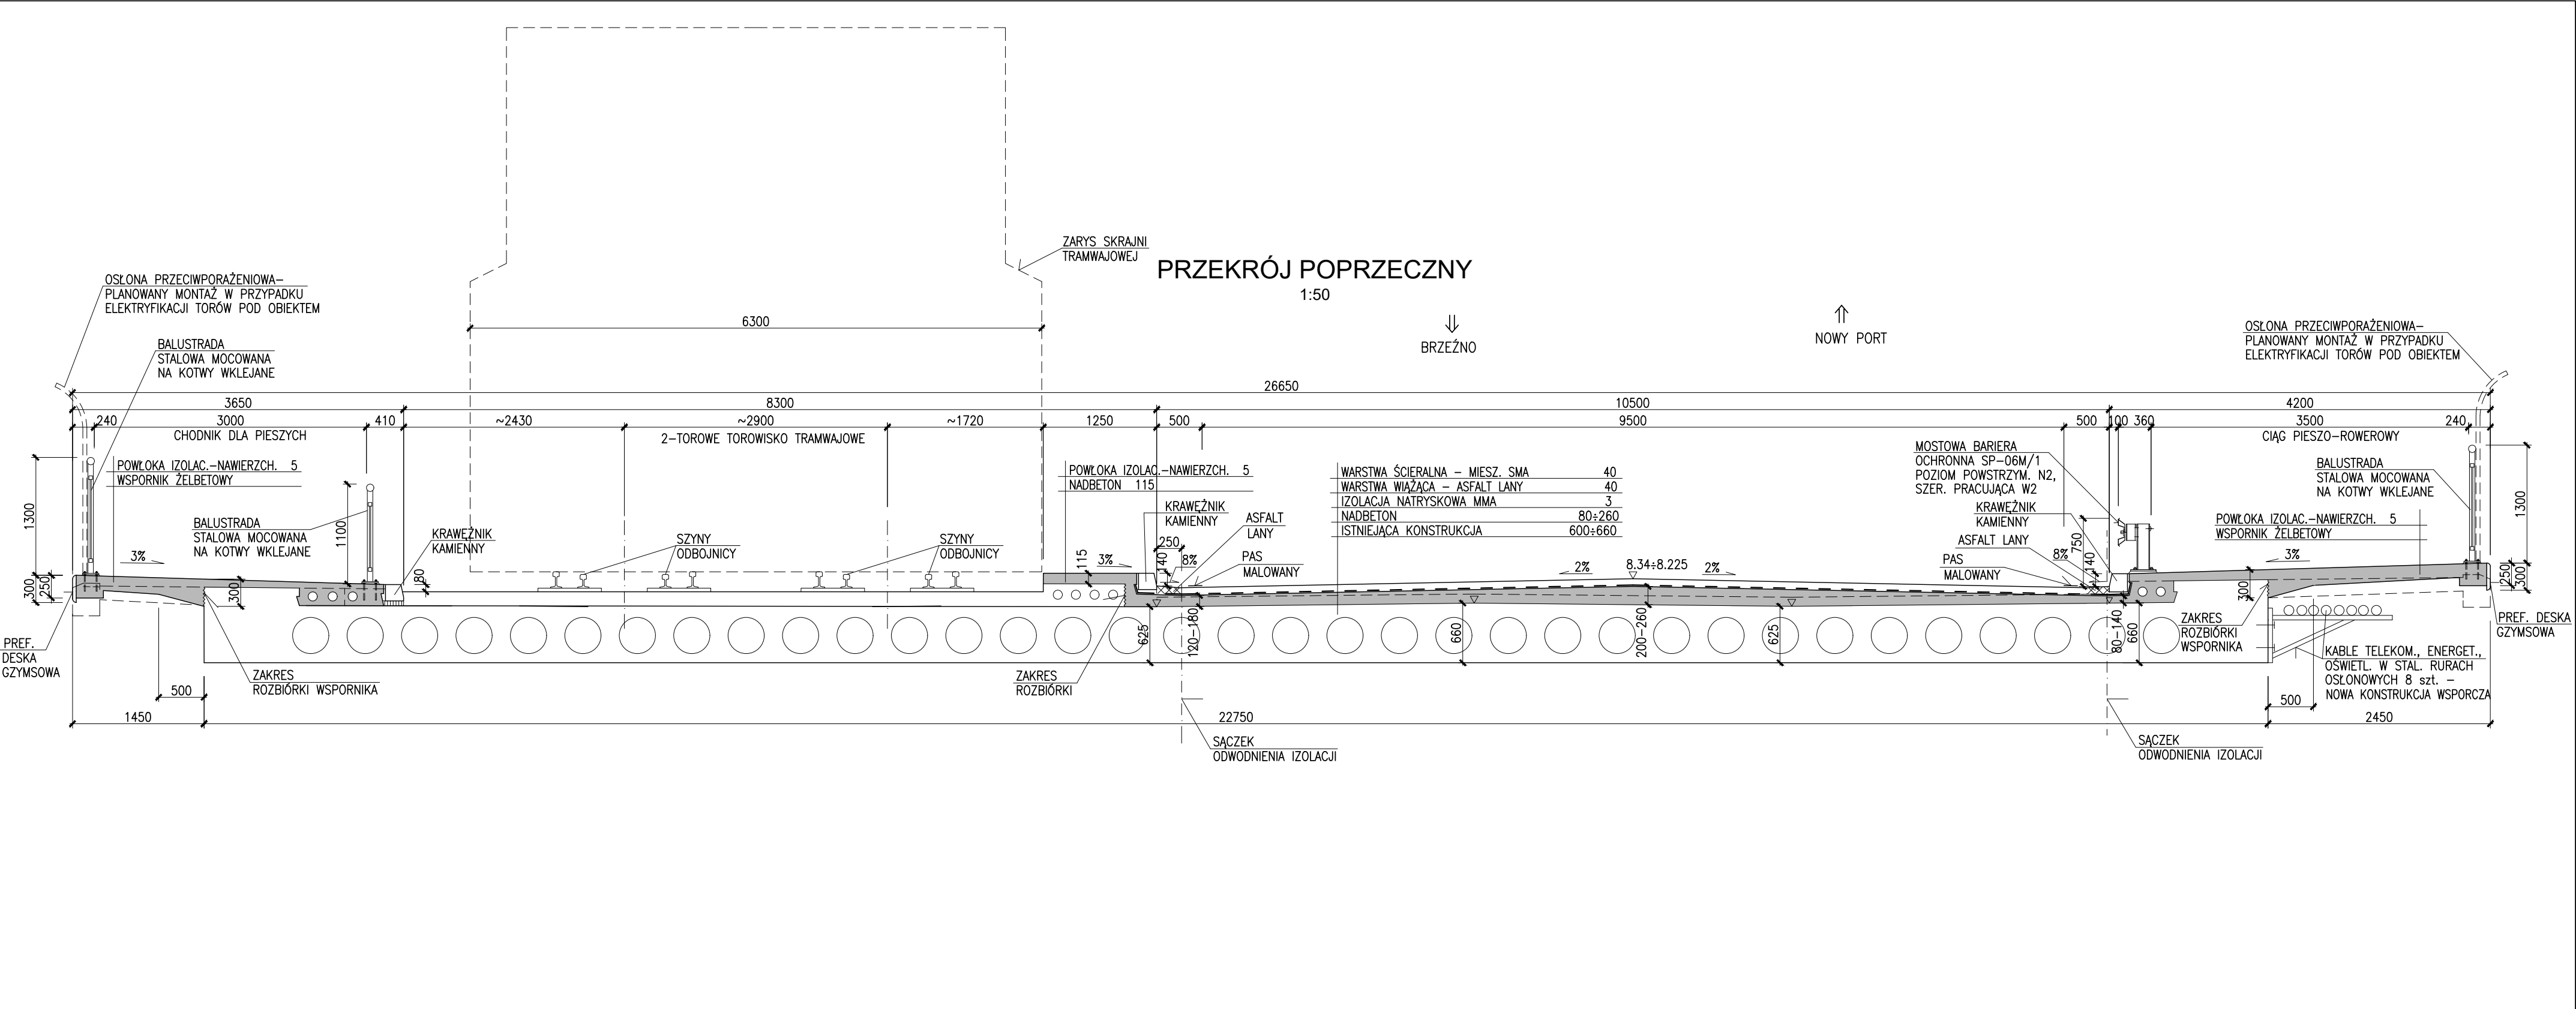 ZARYS SKRAJNI
TRAMWAJOWEJ
PRZEKRÓJ POPRZECZNY
1:50
OSŁONA PRZECIWPORAŻENIOWA-
PLANOWANY MONTAŻ W PRZYPADKU
ELEKTRYFIKACJI TORÓW POD OBIEKTEM
BALUSTRADA
STALOWA MOCOWANA
NA KOTWY WKLEJANE
6300
BRZEŹNO
NOWY PORT
OSŁONA PRZECIWPORAŻENIOWA-
PLANOWANY MONTAŻ W PRZYPADKU
ELEKTRYFIKACJI TORÓW POD OBIEKTEM
26650
3650 8300 10500 4200
240 3000 410 ~2430 ~2900 ~1720 1250 500 9500 500 100 360 3500 240
CHODNIK DLA PIESZYCH
2-TOROWE TOROWISKO TRAMWAJOWE
CIĄG PIESZO-ROWEROWY
POWŁOKA IZOLAC.-NAWIERZCH. 5
WSPORNIK ŻELBETOWY
1300
BALUSTRADA
STALOWA MOCOWANA
NA KOTWY WKLEJANE
1100
KRAWĘŻNIK
KAMIENNY
180
SZYNY
ODBOJNICY
SZYNY
ODBOJNICY
POWŁOKA IZOLAC.-NAWIERZCH. 5
NADBETON 115
KRAWĘŻNIK
KAMIENNY
ASFALT
LANY
250
115
3%
140
8%
PAS
MALOWANY
WARSTWA ŚCIERALNA - MIESZ. SMA 40
WARSTWA WIĄŻĄCA - ASFALT LANY 40
IZOLACJA NATRYSKOWA MMA 3
NADBETON 80÷260
ISTNIEJĄCA KONSTRUKCJA 600÷660
2% 8.34÷8.225 2%
MOSTOWA BARIERA
OCHRONNA SP-06M/1
POZIOM POWSTRZYM. N2,
SZER. PRACUJĄCA W2
KRAWĘŻNIK
KAMIENNY
ASFALT LANY
PAS
MALOWANY
8%
750
140
BALUSTRADA
STALOWA MOCOWANA
NA KOTWY WKLEJANE
POWŁOKA IZOLAC.-NAWIERZCH. 5
WSPORNIK ŻELBETOWY
3%
1300
3%
300
250
300
625
120-180
660
200-260
625
80-140
660
300
250
300
PREF.
DESKA
GZYMSOWA
ZAKRES
ROZBIÓRKI WSPORNIKA
ZAKRES
ROZBIÓRKI
ZAKRES
ROZBIÓRKI
WSPORNIKA
PREF. DESKA
GZYMSOWA
KABLE TELEKOM., ENERGET.,
OŚWIETL. W STAL. RURACH
OSŁONOWYCH 8 szt. -
NOWA KONSTRUKCJA WSPORCZA
500
500
1450 22750 2450
SĄCZEK
ODWODNIENIA IZOLACJI
SĄCZEK
ODWODNIENIA IZOLACJI